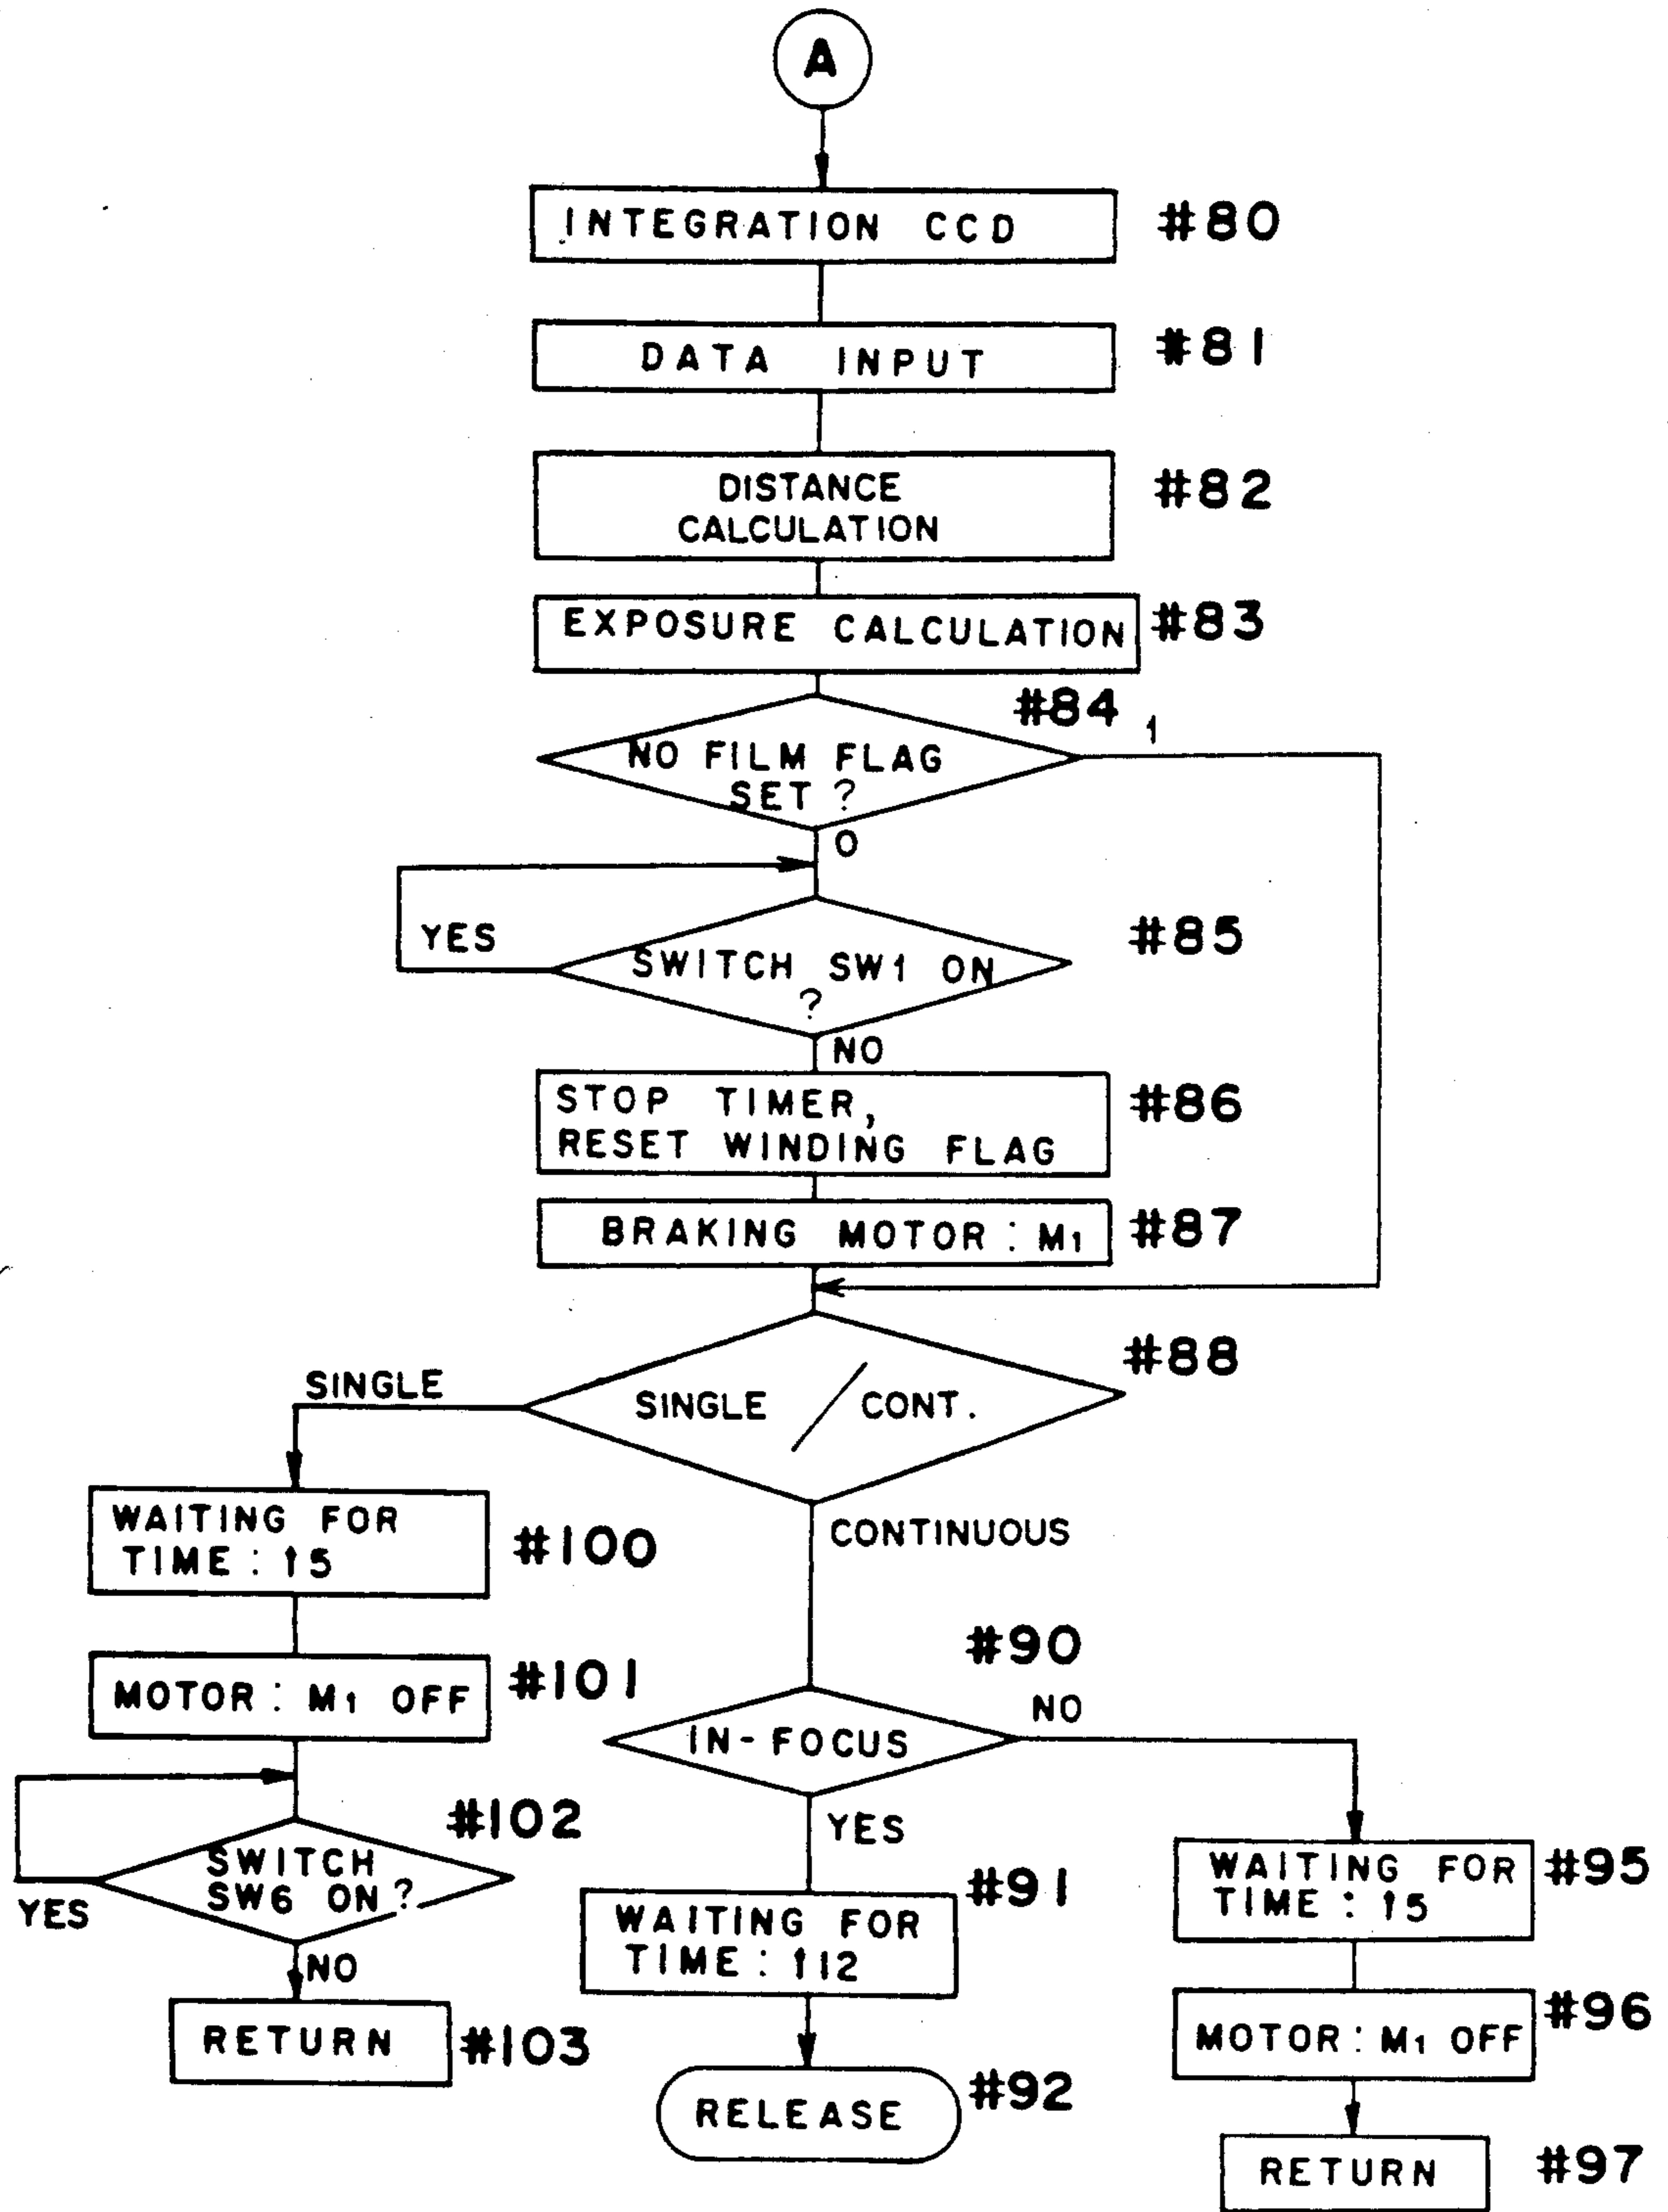 A
INTEGRATION CCD #80
DATA INPUT #81
DISTANCE
CALCULATION
#82
EXPOSURE CALCULATION #83
#84
1
NO FILM FLAG
SET ?
0
YES
#85
SWITCH SW1 ON
?
NO
STOP TIMER,
RESET WINDING FLAG
#86
BRAKING MOTOR : M1 #87
#88
SINGLE
SINGLE / CONT.
WAITING FOR
TIME : t5
#100
CONTINUOUS
#90
MOTOR : M1 OFF #101
NO
IN-FOCUS
#102
YES
SWITCH
SW6 ON ?
YES
NO
RETURN #103
#91
WAITING FOR
TIME : t12
RELEASE #92
WAITING FOR
TIME : t5
#95
MOTOR : M1 OFF #96
RETURN #97